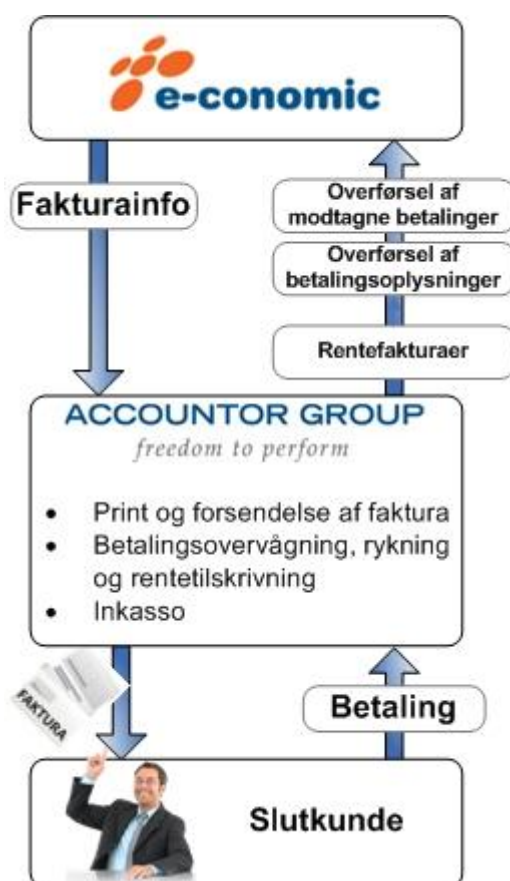 e-conomic
Fakturainfo
Overførsel af
modtagne betalinger
Overførsel af
betalingsoplysninger
Rentefakturaer
ACCOUNTOR GROUP
freedom to perform
• Print og forsendelse af faktura
• Betalingsovervågning, rykning
og rentetilskrivning
• Inkasso
FAKTURA
Betaling
Slutkunde